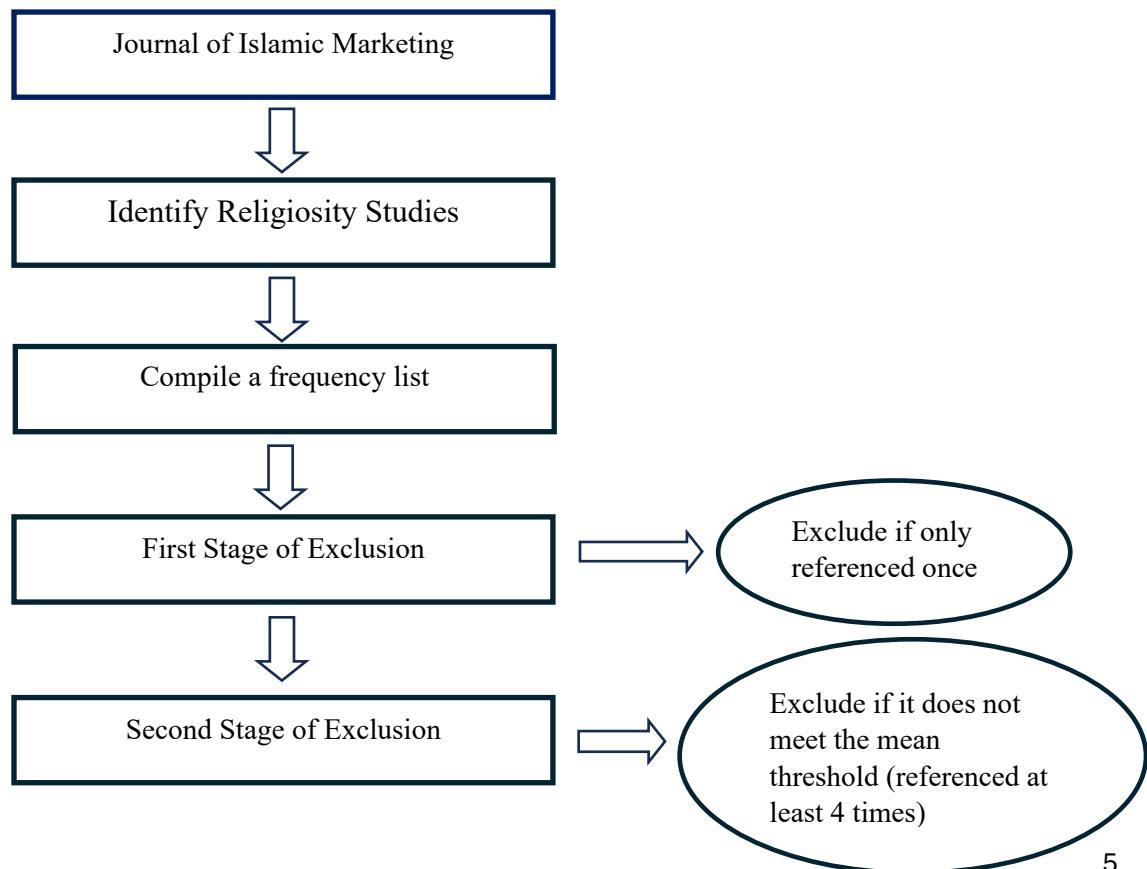 Journal of Islamic Marketing
Identify Religiosity Studies
Compile a frequency list
First Stage of Exclusion
Exclude if only
referenced once
Second Stage of Exclusion
Exclude if it does not
meet the mean
threshold (referenced at
least 4 times)
5